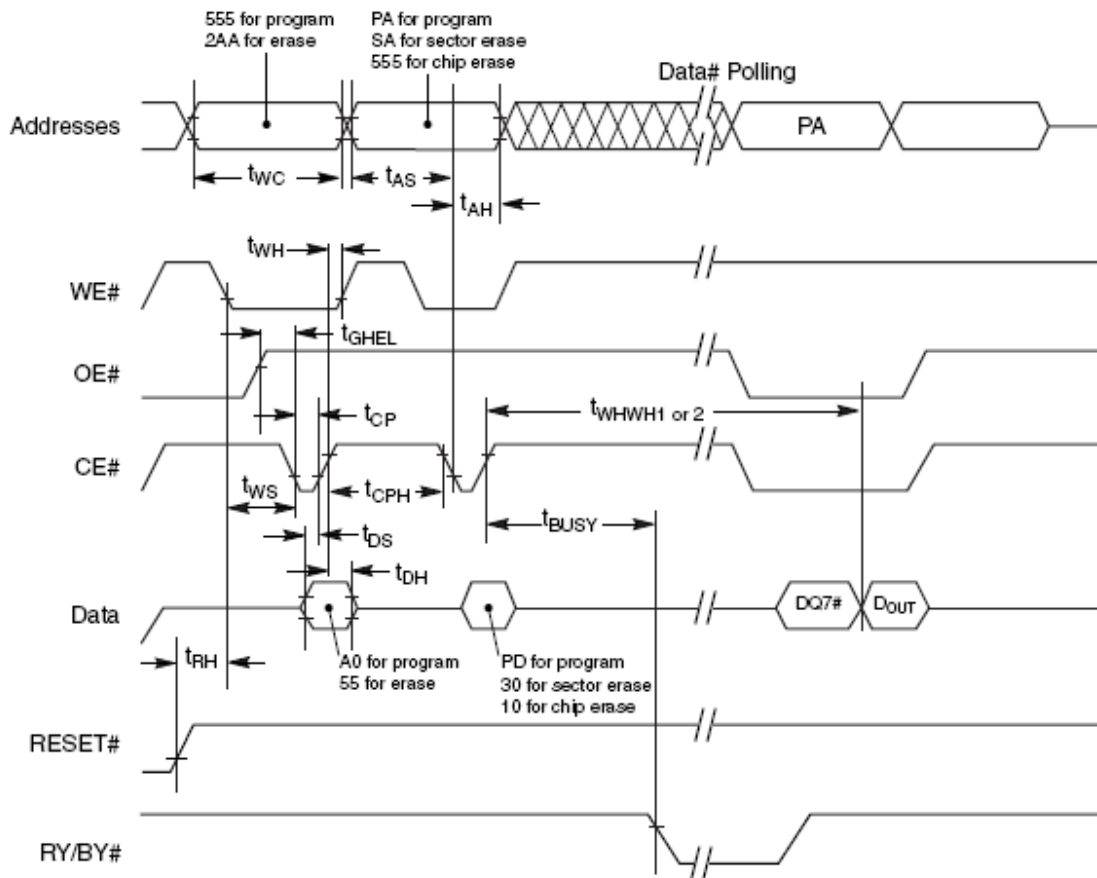 555 for program
2AA for erase
PA for program
SA for sector erase
555 for chip erase
Data# Polling
Addresses
PA
tWC
tAS
tAH
tWH
WE#
tGHEL
OE#
tCP
tWHWH1 or 2
CE#
tWS
tCPH
tDS
tBUSY
tDH
Data
DQ7#
DOUT
tRH
A0 for program
55 for erase
PD for program
30 for sector erase
10 for chip erase
RESET#
RY/BY#